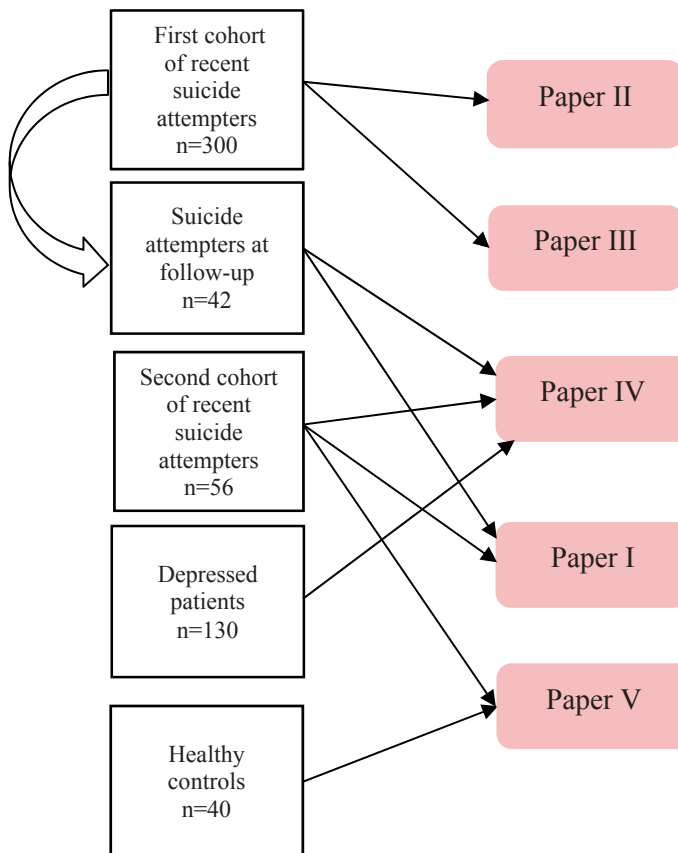 First cohort
of recent
suicide
attempters
n=300
Paper II
Paper III
Suicide
attempters at
follow-up
n=42
Second cohort
of recent
suicide
attempters
n=56
Paper IV
Depressed
patients
n=130
Paper I
Healthy
controls
n=40
Paper V